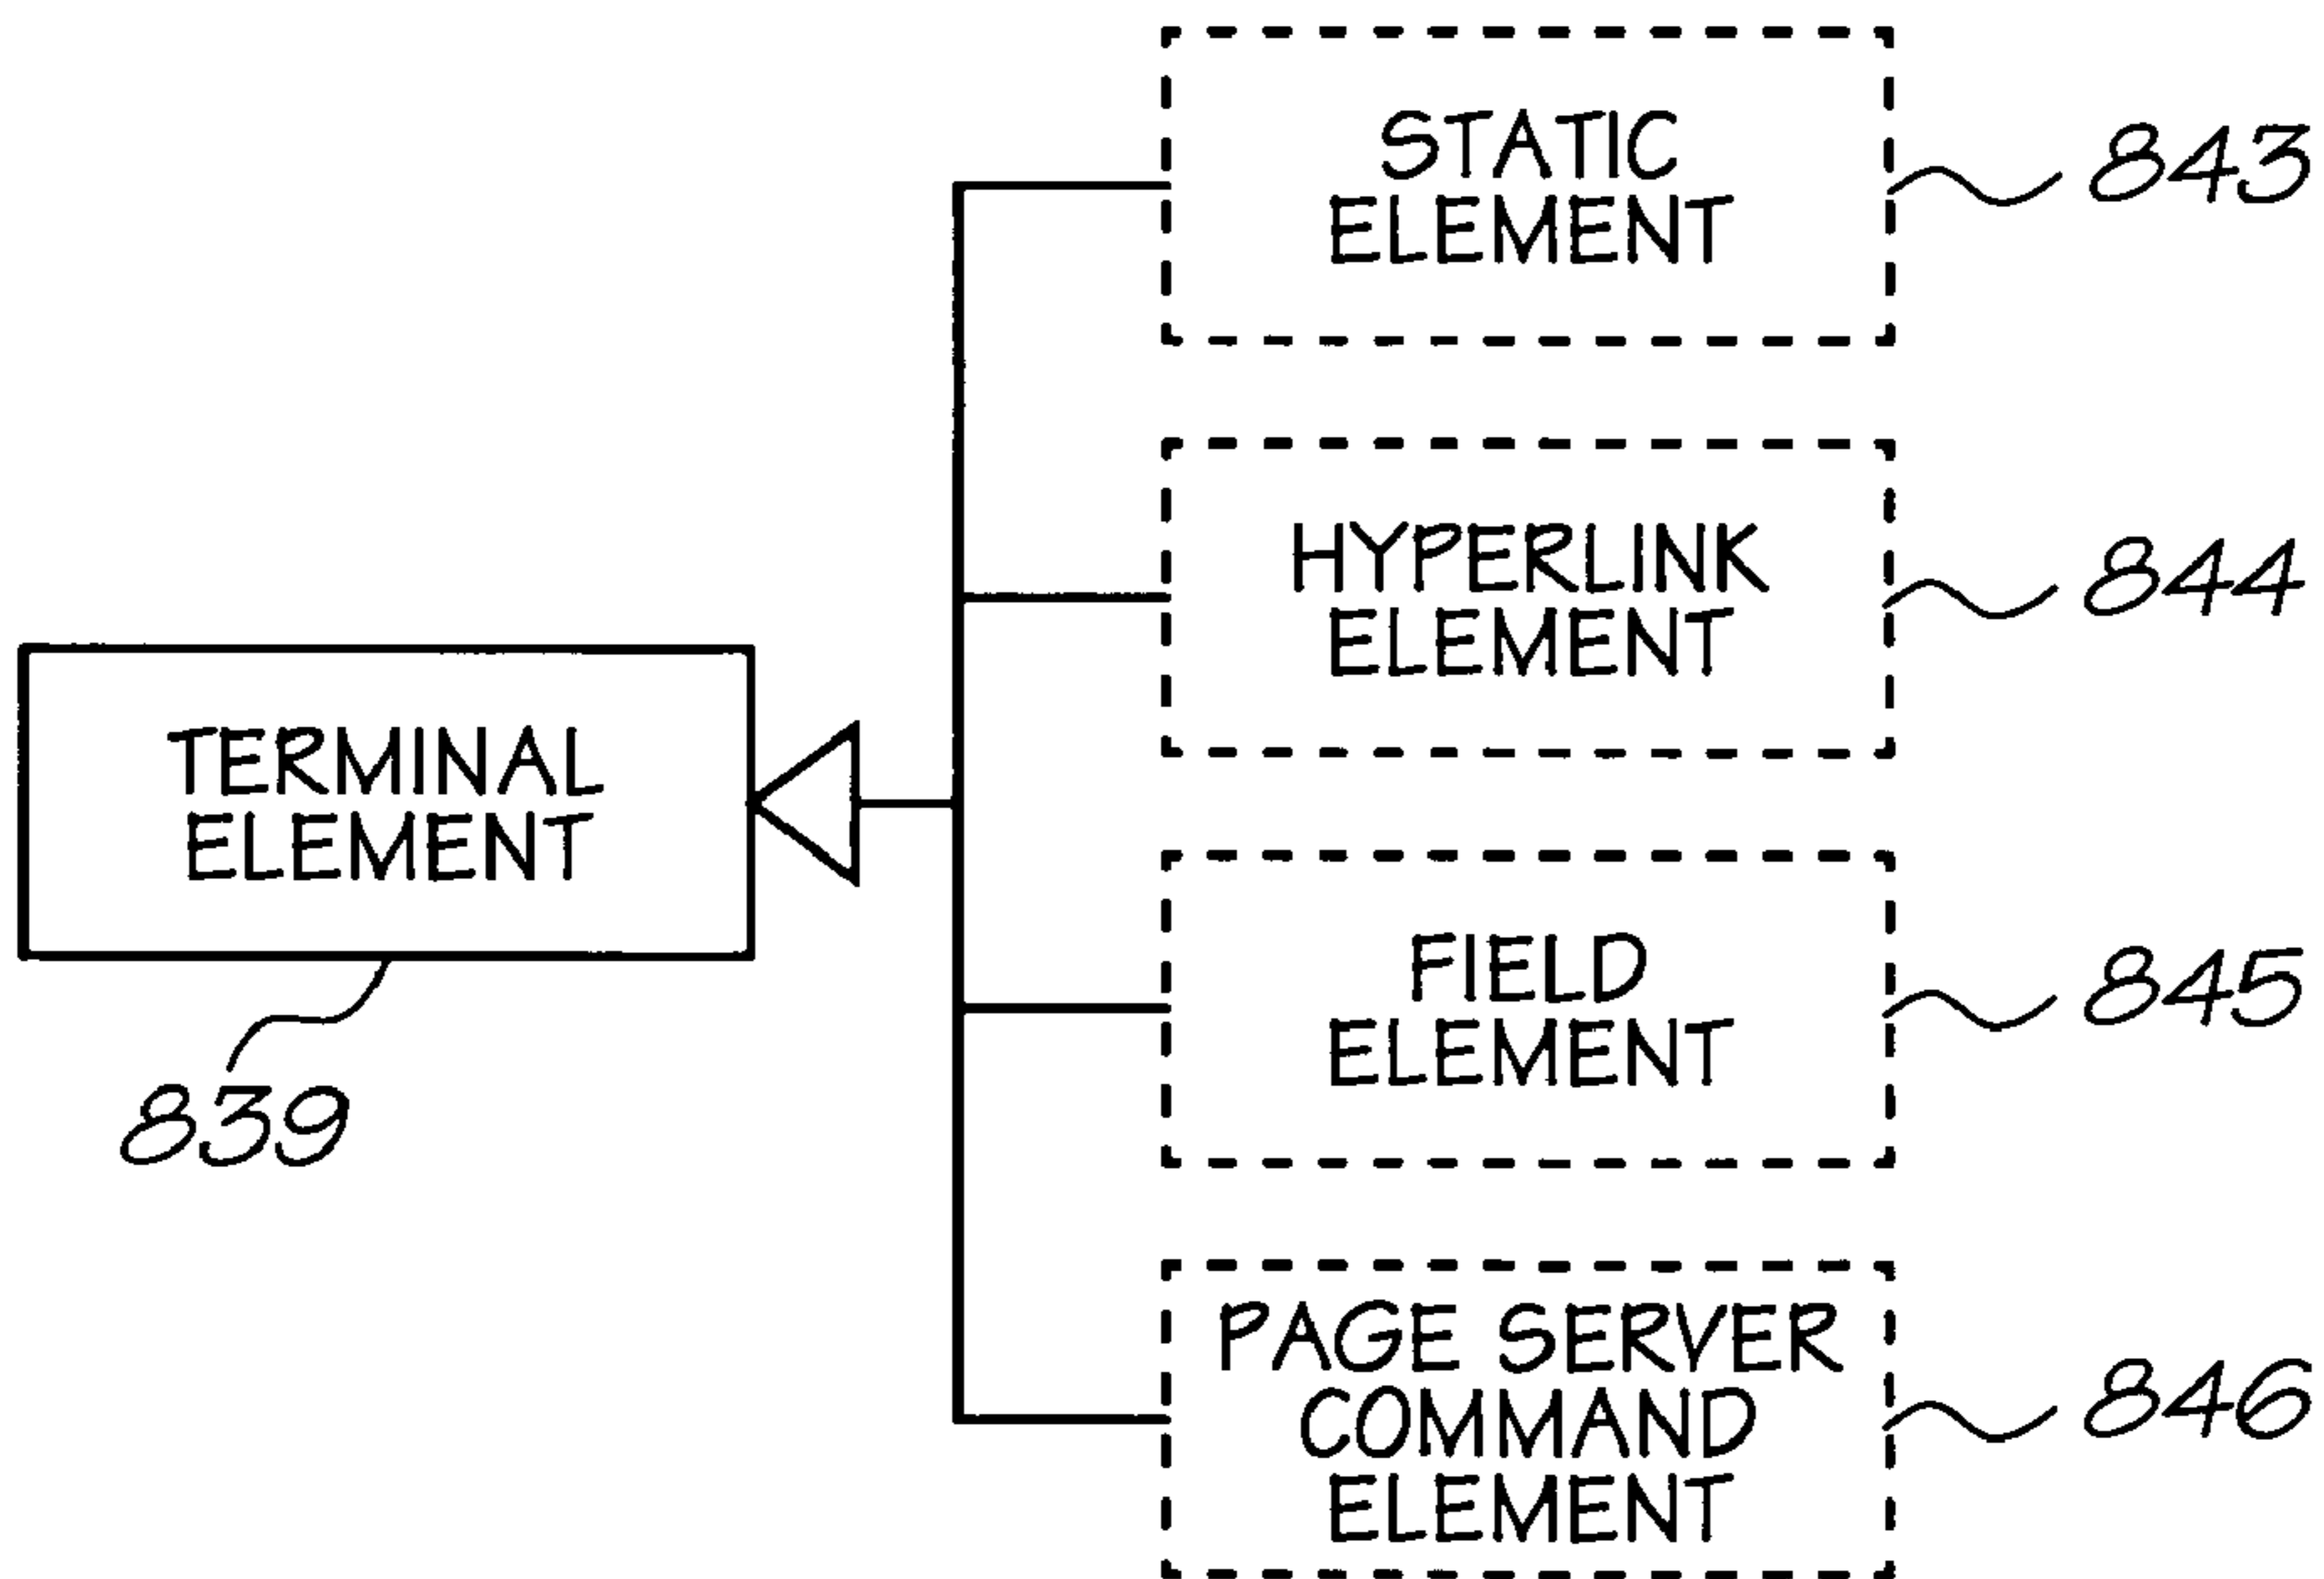 STATIC
ELEMENT
843
HYPERLINK
ELEMENT
844
TERMINAL
ELEMENT
839
FIELD
ELEMENT
845
PAGE SERVER
COMMAND
ELEMENT
846